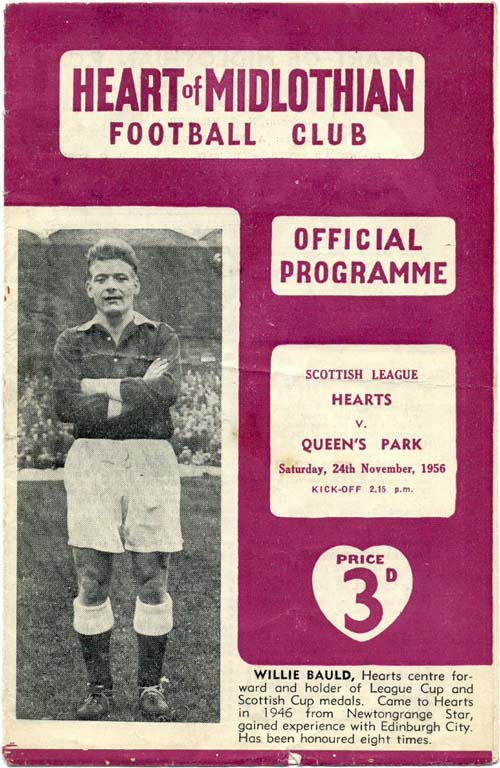 HEART of MIDLOTHIAN
FOOTBALL CLUB
OFFICIAL
PROGRAMME
SCOTTISH LEAGUE
HEARTS
V.
QUEEN'S PARK
Saturday, 24th November, 1956
KICK-OFF 2.15 p.m.
PRICE
3D
WILLIE BAULD, Hearts centre for-
ward and holder of League Cup and
Scottish Cup medals. Came to Hearts
in 1946 from Newtongrange Star,
gained experience with Edinburgh City.
Has been honoured eight times.